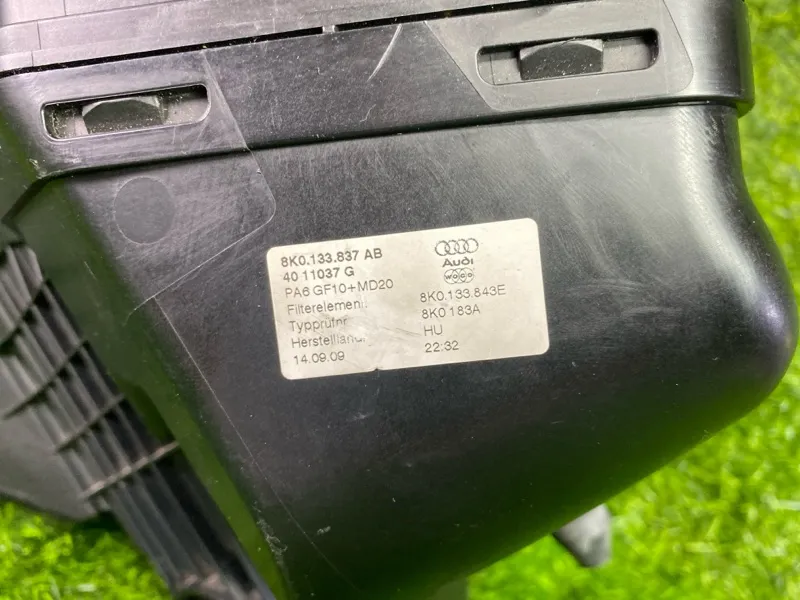 8K0.133.837 AB
40 11037 G
PA6 GF10+MD20
Audi
WOCO
Filterelement 8K0.133.843E
Typprüfnr 8K0 183A
Herstelland HU
14.09.09 22:32